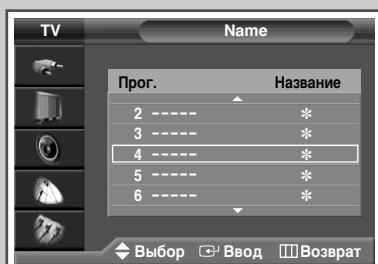 TV Name
Прог. Название
2 ----- *
3 ----- *
4 ----- *
5 ----- *
6 ----- *
Выбор Ввод Возврат